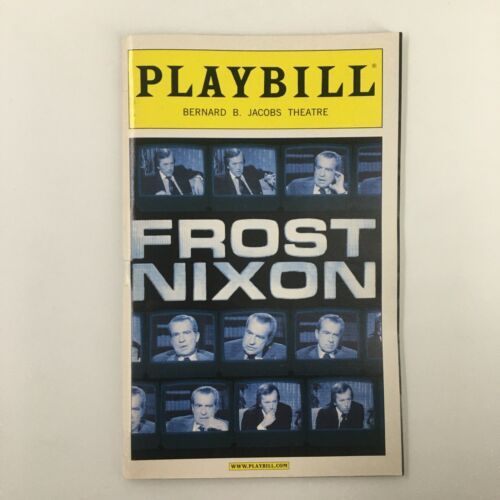 PLAYBILL®
BERNARD B. JACOBS THEATRE
FROST
NIXON
WWW.PLAYBILL.COM